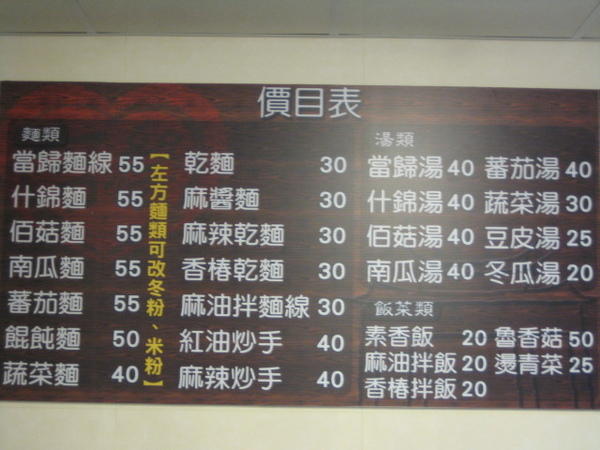 價目表
麵類
當歸麵線 55
什錦麵 55
佰菇麵 55
南瓜麵 55
蕃茄麵 55
餛飩麵 50
蔬菜麵 40
【左方麵類可改冬粉、米粉】
乾麵 30
麻醬麵 30
麻辣乾麵 30
香椿乾麵 30
麻油拌麵線 30
紅油炒手 40
麻辣炒手 40
湯類
當歸湯 40 蕃茄湯 40
什錦湯 40 蔬菜湯 30
佰菇湯 40 豆皮湯 25
南瓜湯 40 冬瓜湯 20
飯菜類
素香飯 20 魯香菇 50
麻油拌飯 20 燙青菜 25
香椿拌飯 20